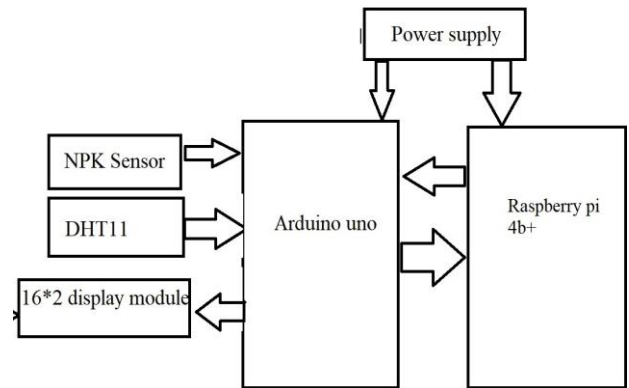 Power supply
NPK Sensor
DHT11
16*2 display module
Arduino uno
Raspberry pi
4b+